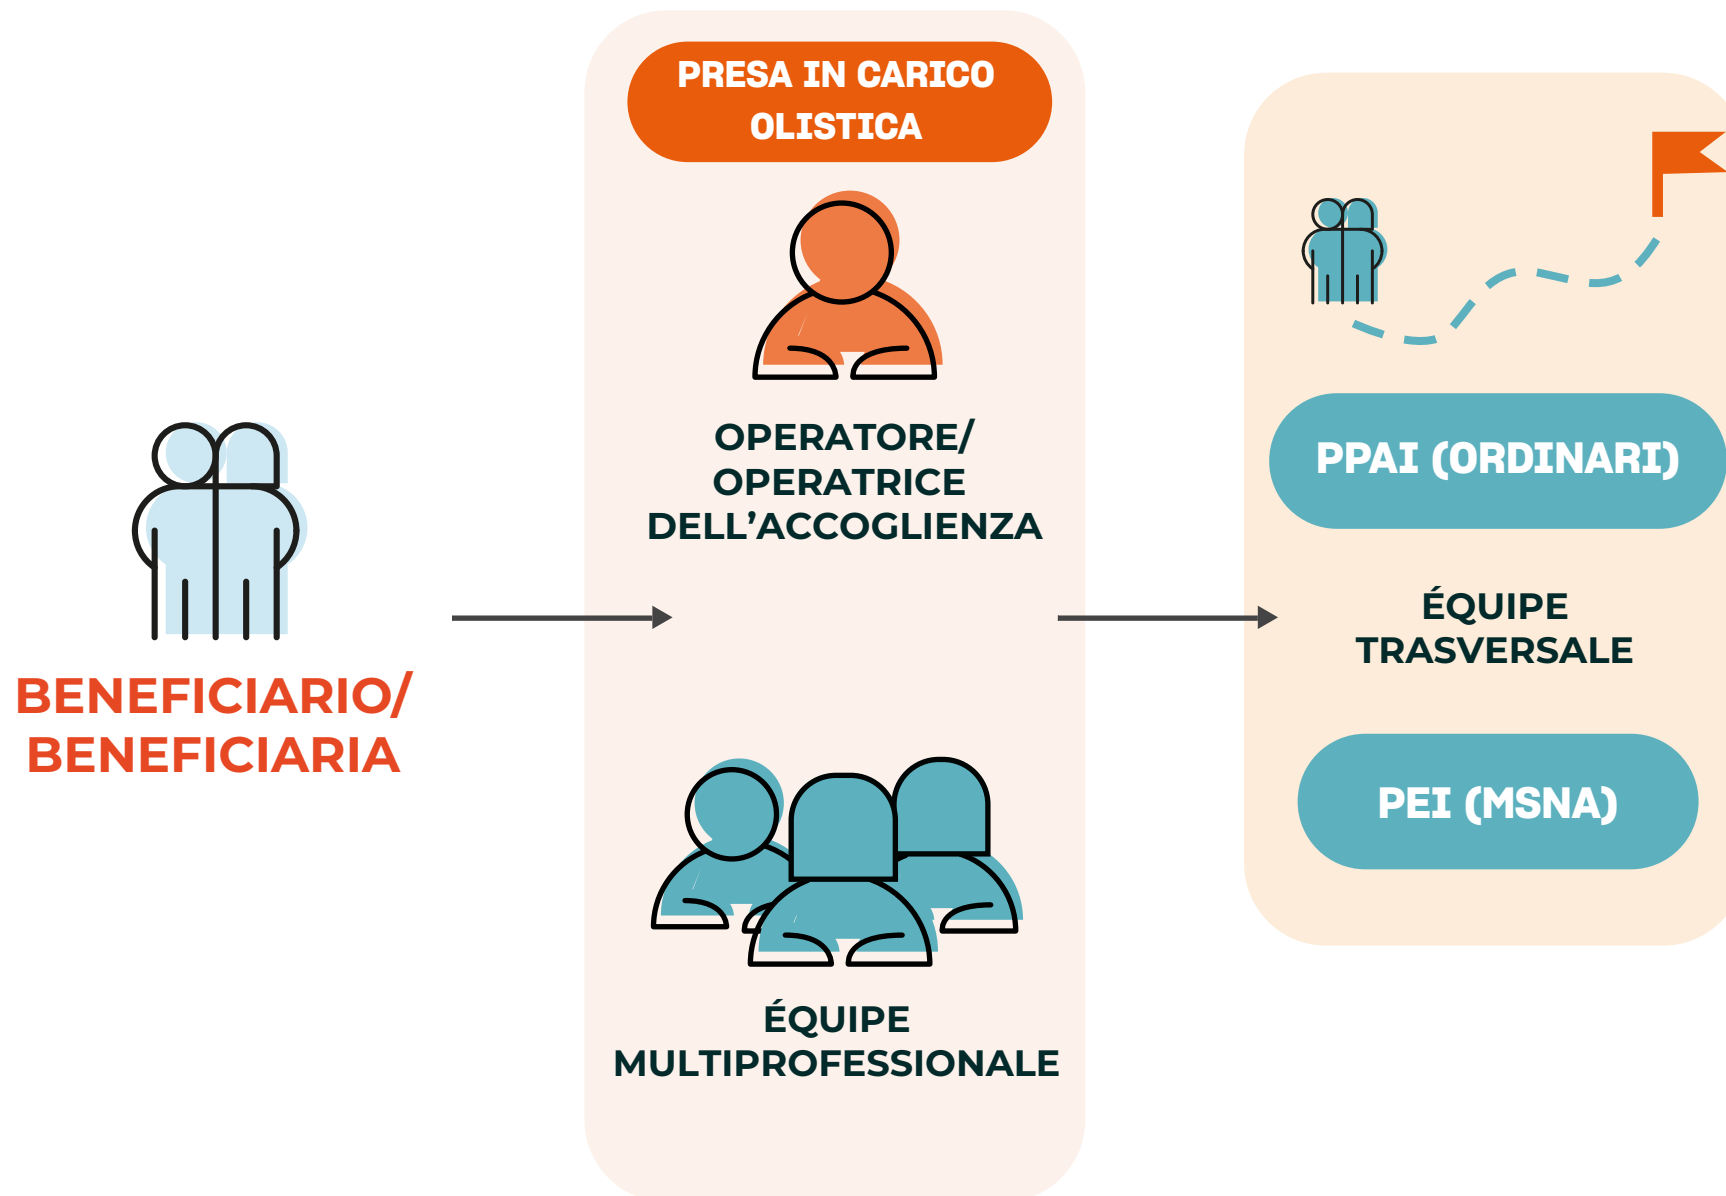 BENEFICIARIO/
BENEFICIARIA
PRESA IN CARICO
OLISTICA
OPERATORE/
OPERATRICE
DELL’ACCOGLIENZA
ÉQUIPE
MULTIPROFESSIONALE
PPAI (ORDINARI)
ÉQUIPE
TRASVERSALE
PEI (MSNA)